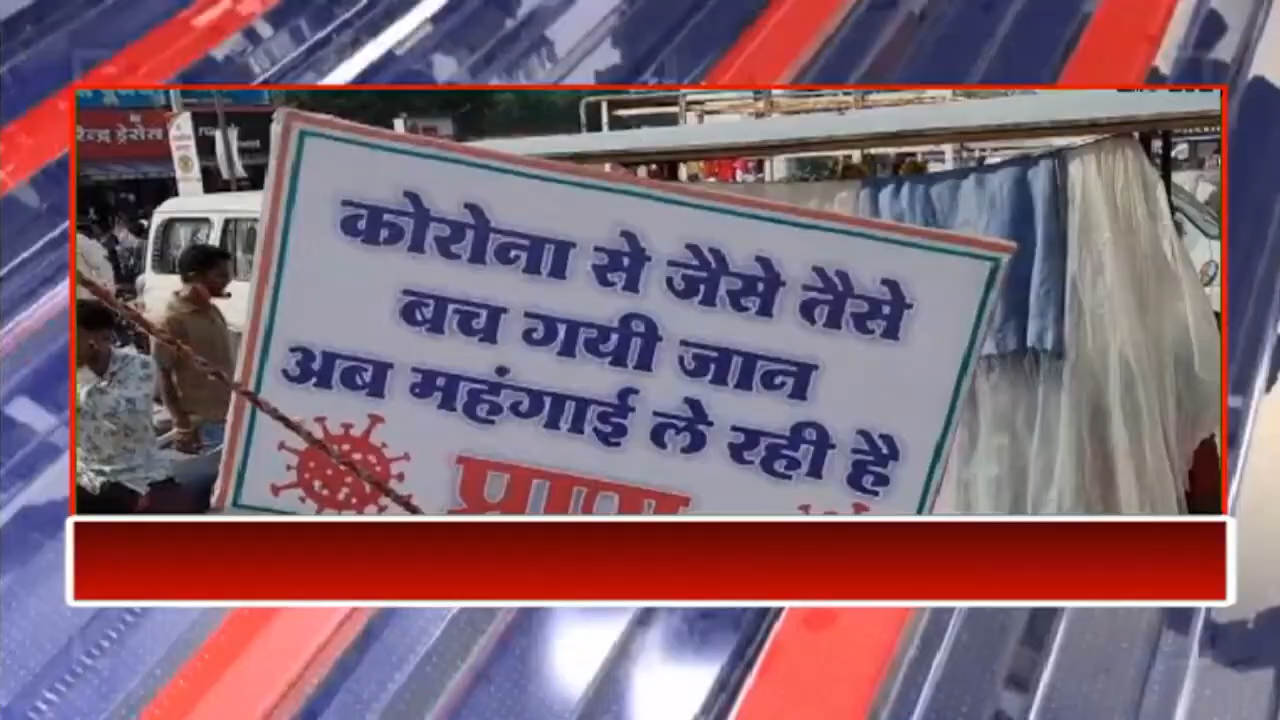 रेन्द्र ड्रेसेस
कोरोना से जैसे तैसे
बच गयी जान
अब महंगाई ले रही है
प्राण